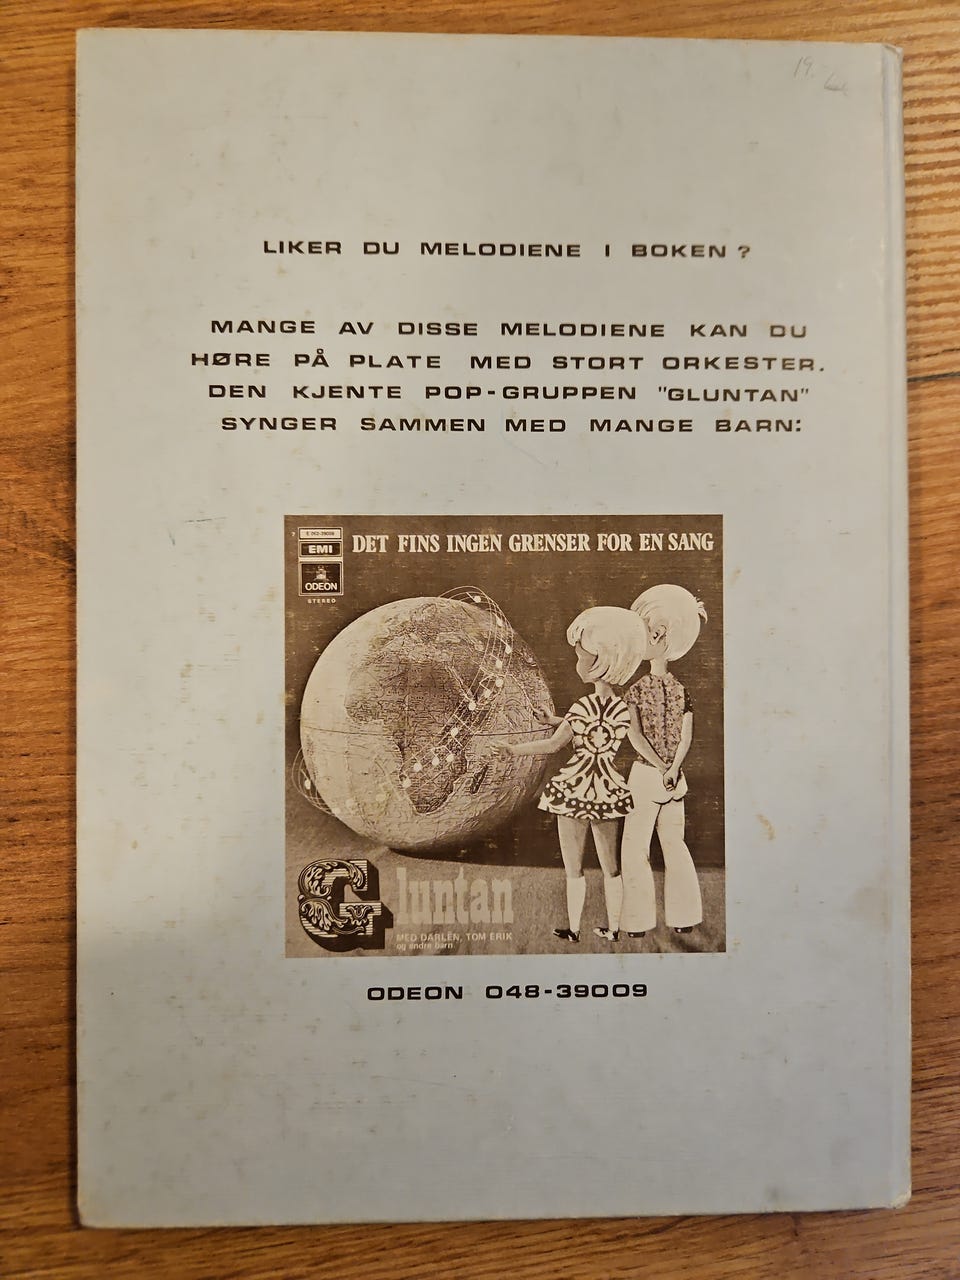 LIKER DU MELODIENE I BOKEN?
MANGE AV DISSE MELODIENE KAN DU
HØRE PÅ PLATE MED STORT ORKESTER.
DEN KJENTE POP-GRUPPEN "GLUNTAN"
SYNGER SAMMEN MED MANGE BARN:
EMI
ODEON
STEREO
DET FINS INGEN GRENSER FOR EN SANG
Gluntan
MED DARLÈN, TOM ERIK
og andre barn
ODEON 048-39009